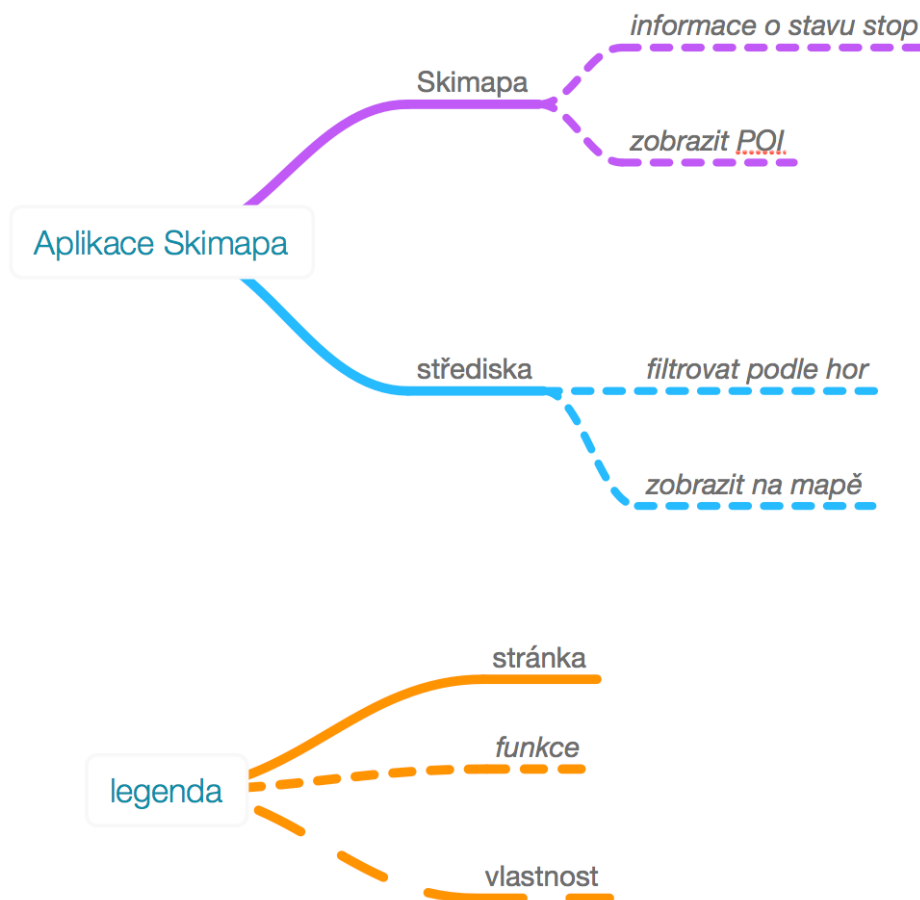 informace o stavu stop
Skimapa
zobrazit POI
Aplikace Skimapa
střediska
filtrovat podle hor
zobrazit na mapě
stránka
funkce
legenda
vlastnost